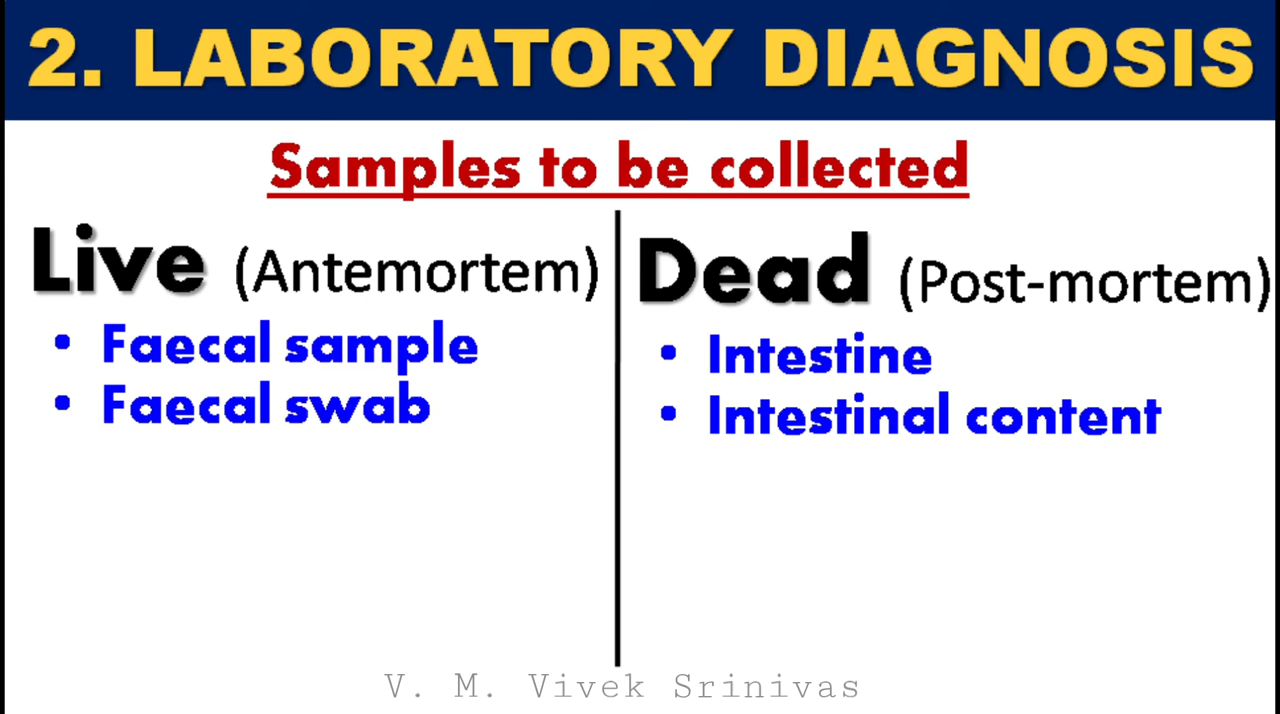 2. LABORATORY DIAGNOSIS
Samples to be collected
Live (Antemortem)
• Faecal sample
• Faecal swab
Dead (Post-mortem)
• Intestine
• Intestinal content
V. M. Vivek Srinivas